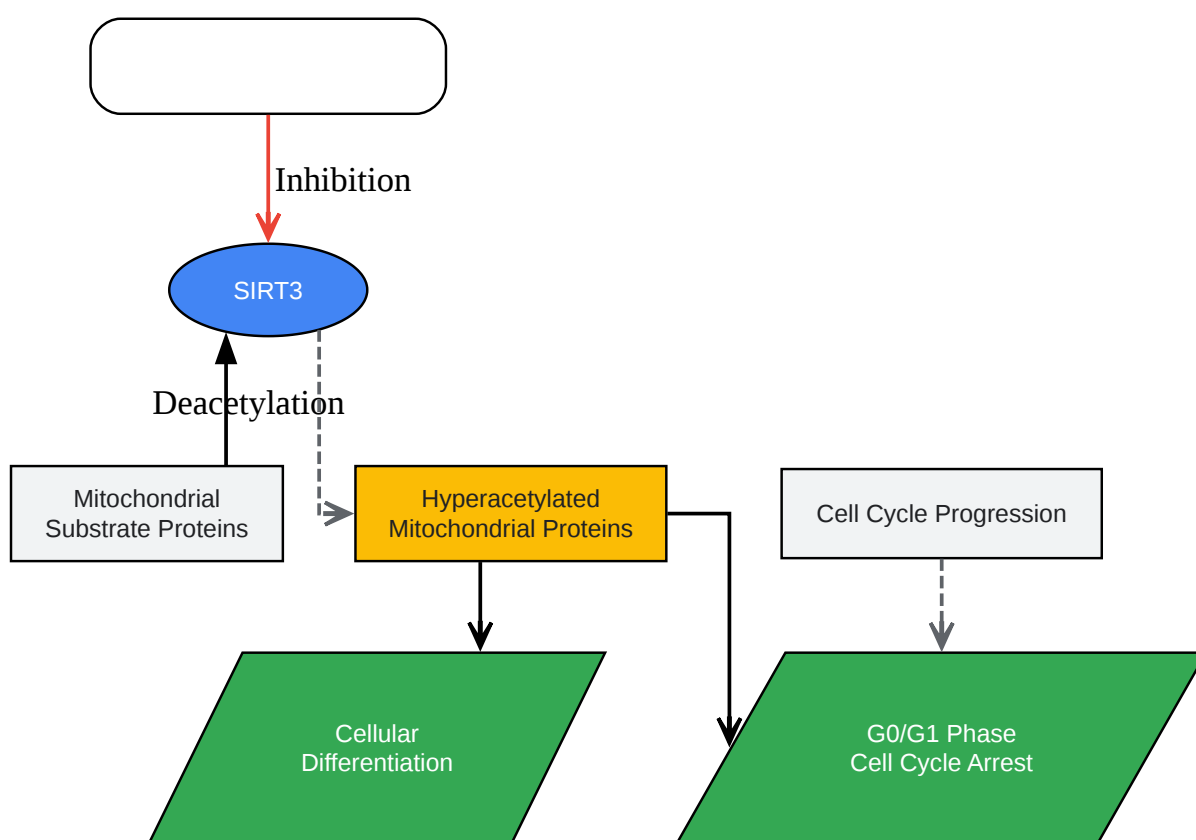 Inhibition
SIRT3
Deacetylation
Mitochondrial
Substrate Proteins
Hyperacetylated
Mitochondrial Proteins
Cell Cycle Progression
Cellular
Differentiation
G0/G1 Phase
Cell Cycle Arrest